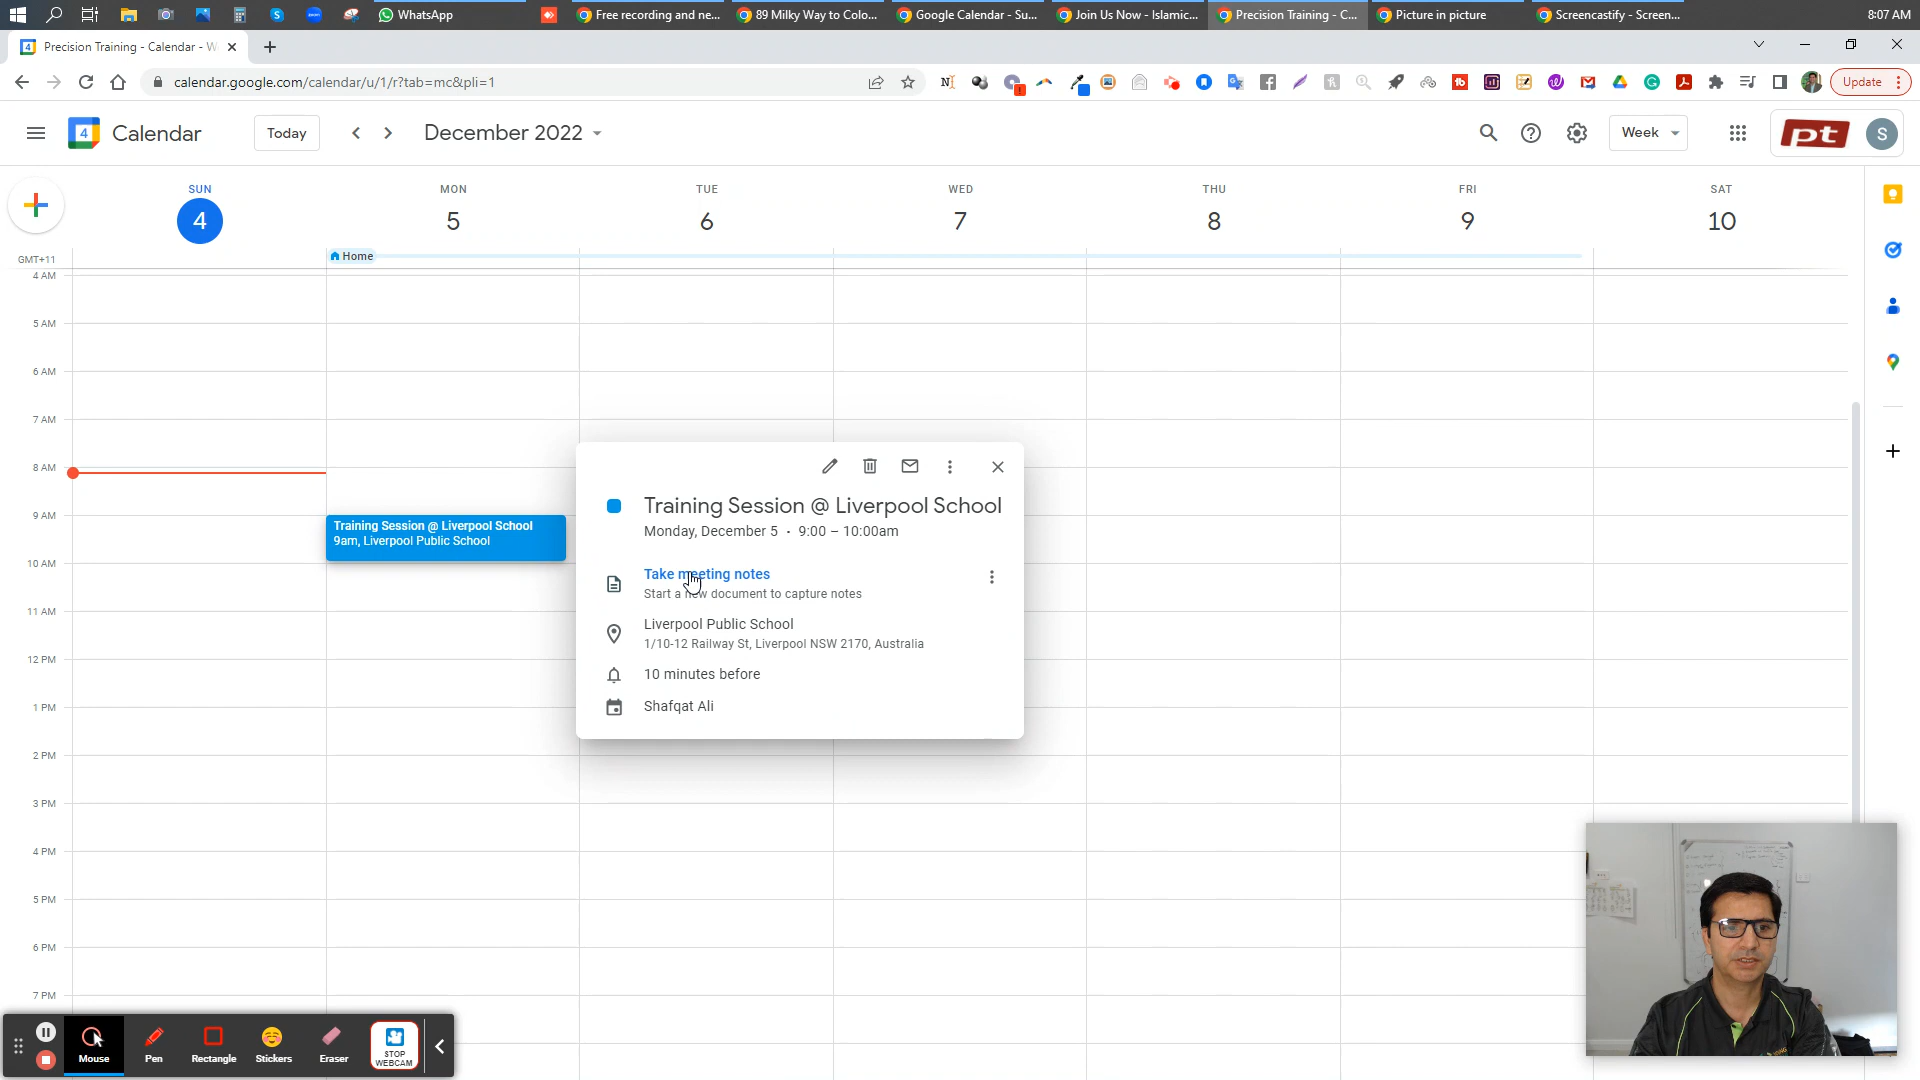 WhatsApp
Free recording and ne...
89 Milky Way to Colo...
Google Calendar - Su...
Join Us Now - Islamic...
Precision Training - C...
Picture in picture
Screencastify - Screen...
8:07 AM
Precision Training - Calendar - W
calendar.google.com/calendar/u/1/r?tab=mc&pli=1
Update
4
Calendar
Today
December 2022
Week
pt
S
SUN
MON
TUE
WED
THU
FRI
SAT
4
5
6
7
8
9
10
GMT+11
Home
4 AM
5 AM
6 AM
7 AM
8 AM
9 AM
10 AM
11 AM
12 PM
1 PM
2 PM
3 PM
4 PM
5 PM
6 PM
7 PM
Training Session @ Liverpool School
9am, Liverpool Public School
Training Session @ Liverpool School
Monday, December 5 · 9:00 – 10:00am
Take meeting notes
Start a new document to capture notes
Liverpool Public School
1/10-12 Railway St, Liverpool NSW 2170, Australia
10 minutes before
Shafqat Ali
Mouse
Pen
Rectangle
Stickers
Eraser
STOP
WEBCAM